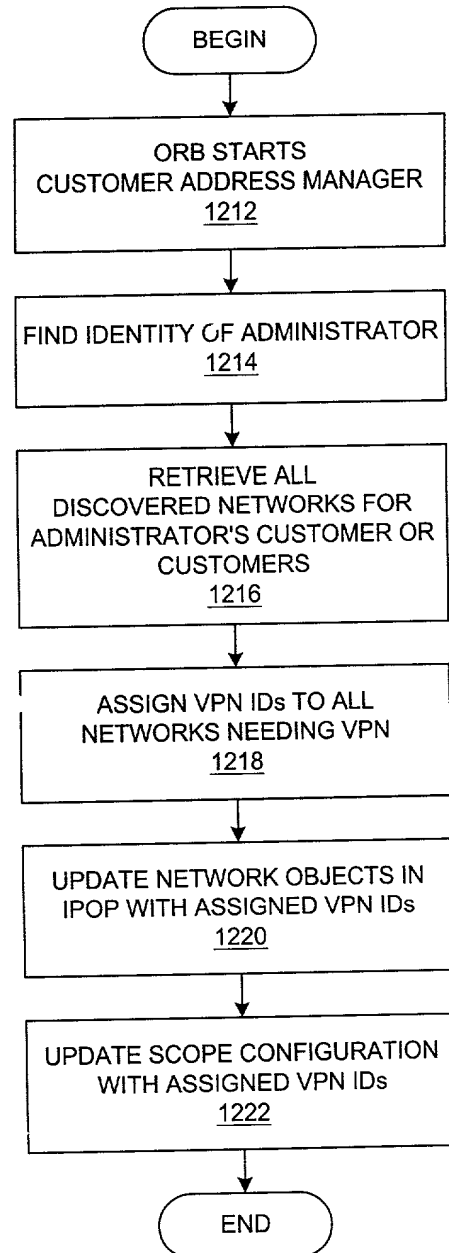 BEGIN
ORB STARTS
CUSTOMER ADDRESS MANAGER
1212
FIND IDENTITY OF ADMINISTRATOR
1214
RETRIEVE ALL
DISCOVERED NETWORKS FOR
ADMINISTRATOR'S CUSTOMER OR
CUSTOMERS
1216
ASSIGN VPN IDs TO ALL
NETWORKS NEEDING VPN
1218
UPDATE NETWORK OBJECTS IN
IPOP WITH ASSIGNED VPN IDs
1220
UPDATE SCOPE CONFIGURATION
WITH ASSIGNED VPN IDs
1222
END